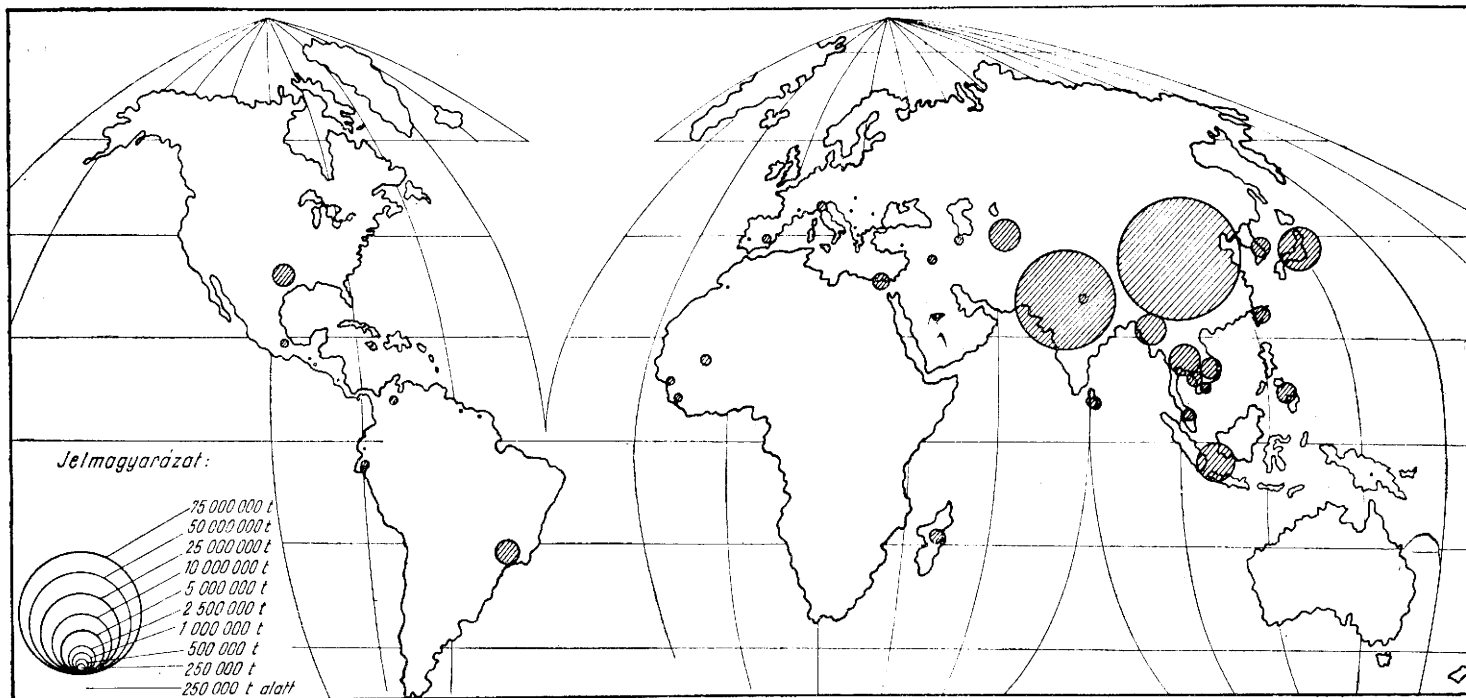 Jelmagyarázat:
75 000 000 t
50 000 000 t
25 000 000 t
10 000 000 t
5 000 000 t
2 500 000 t
1 000 000 t
500 000 t
250 000 t
250 000 t alatt